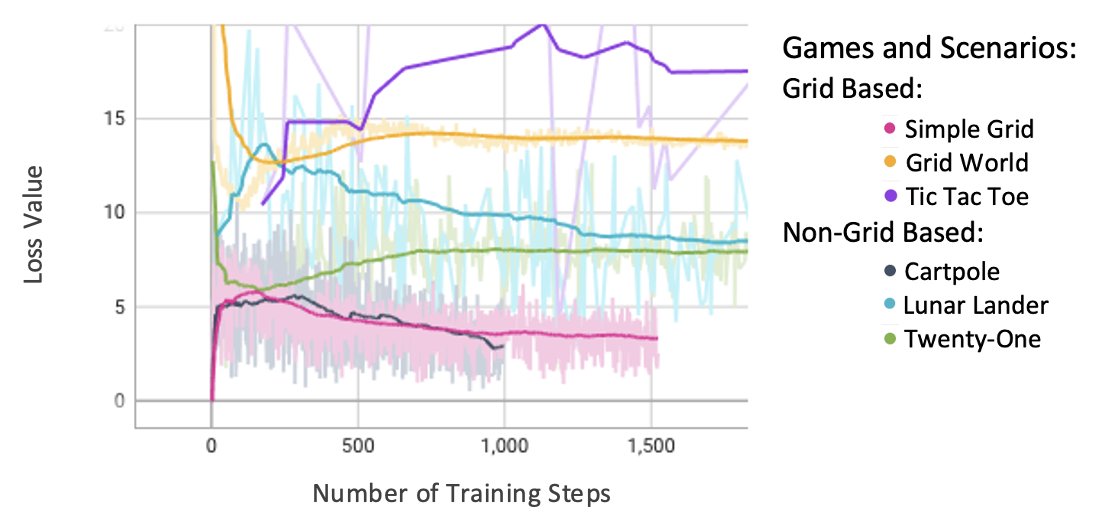 20
15
10
5
0
0
500
1,000
1,500
Loss Value
Number of Training Steps
Games and Scenarios:
Grid Based:
Simple Grid
Grid World
Tic Tac Toe
Non-Grid Based:
Cartpole
Lunar Lander
Twenty-One